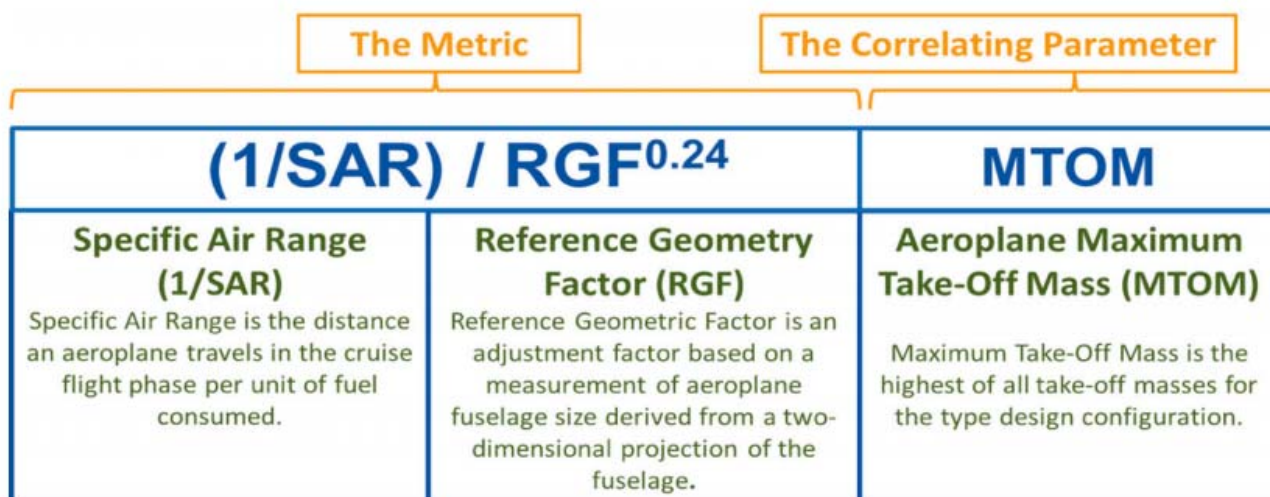 The Metric
The Correlating Parameter
(1/SAR) / RGF^0.24
MTOM
Specific Air Range
(1/SAR)
Specific Air Range is the distance
an aeroplane travels in the cruise
flight phase per unit of fuel
consumed.
Reference Geometry
Factor (RGF)
Reference Geometric Factor is an
adjustment factor based on a
measurement of aeroplane
fuselage size derived from a two-
dimensional projection of the
fuselage.
Aeroplane Maximum
Take-Off Mass (MTOM)
Maximum Take-Off Mass is the
highest of all take-off masses for
the type design configuration.